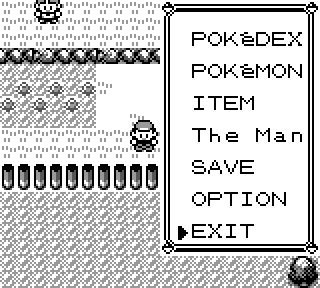 POKéDEX
POKéMON
ITEM
The Man
SAVE
OPTION
EXIT